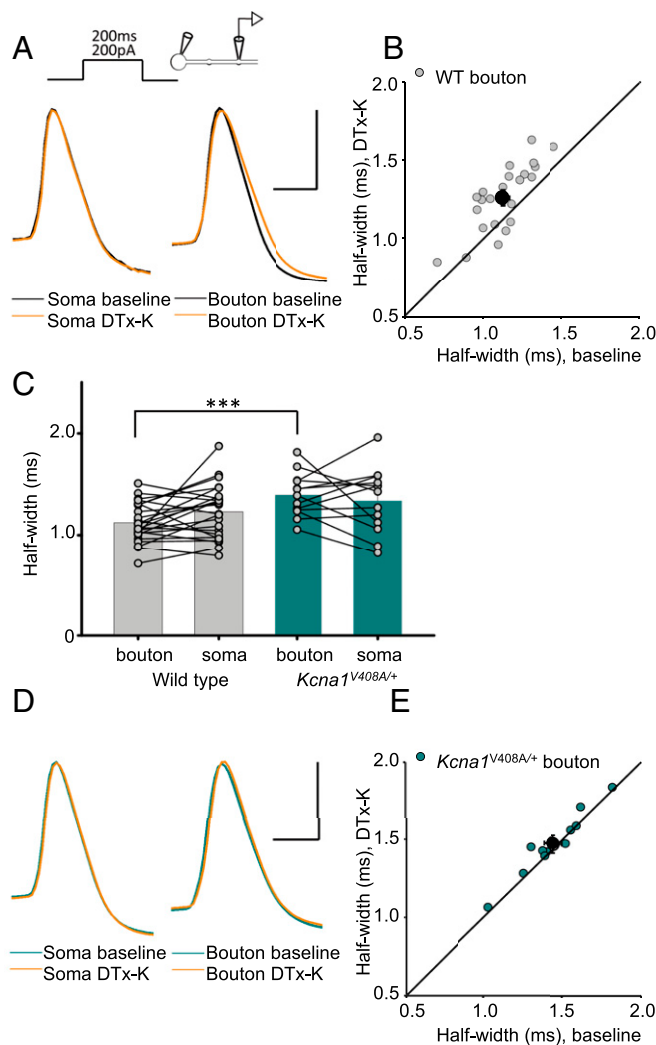 A
200ms
200pA
Soma baseline
Soma DTx-K
Bouton baseline
Bouton DTx-K
B
WT bouton
Half-width (ms), DTx-K
2.0
1.5
1.0
0.5
0.5 1.0 1.5 2.0
Half-width (ms), baseline
C
***
Half-width (ms)
2.0
1.0
0
bouton soma bouton soma
Wild type Kcna1V408A/+
D
Soma baseline
Soma DTx-K
Bouton baseline
Bouton DTx-K
E
Kcna1V408A/+ bouton
Half-width (ms), DTx-K
2.0
1.5
1.0
0.5
0.5 1.0 1.5 2.0
Half-width (ms), baseline